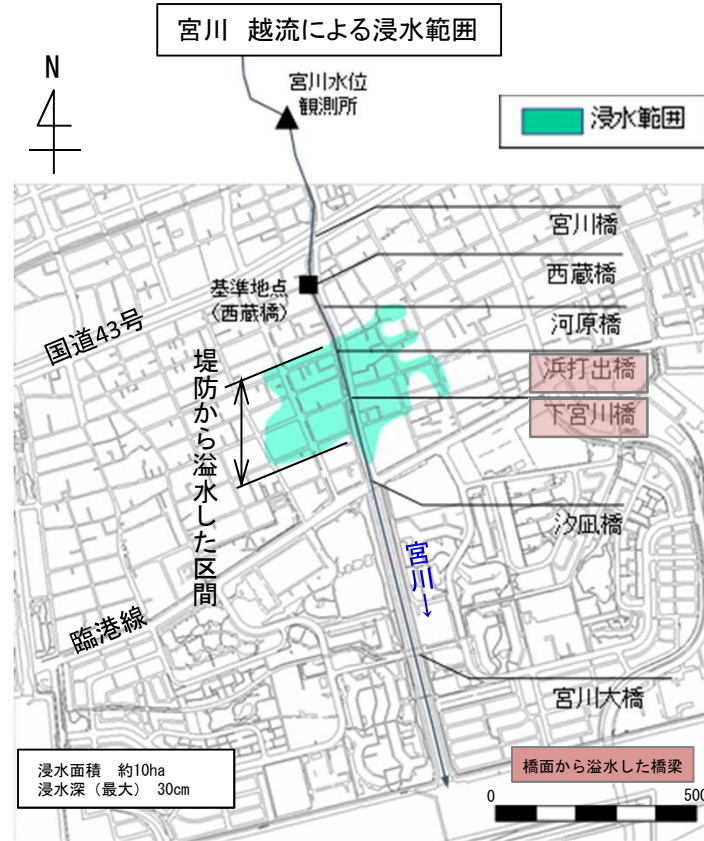 宮川 越流による浸水範囲
N
宮川水位
観測所
浸水範囲
宮川橋
西蔵橋
基準地点
(西蔵橋)
河原橋
国道43号
浜打出橋
下宮川橋
堤防から溢水した区間
汐凪橋
宮川→
臨港線
宮川大橋
浸水面積 約10ha
浸水深（最大） 30cm
橋面から溢水した橋梁
0 500